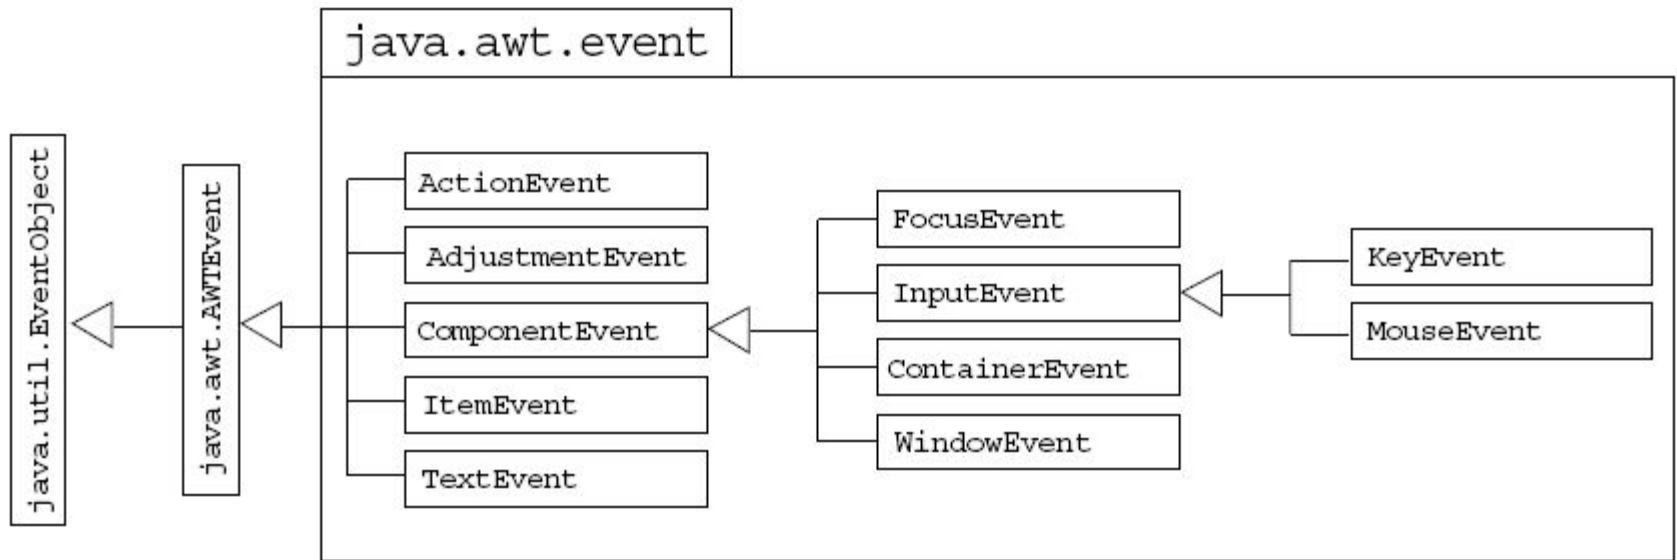 java.awt.event
java.util.EventObject
java.awt.AWTEvent
ActionEvent
AdjustmentEvent
ComponentEvent
ItemEvent
TextEvent
FocusEvent
InputEvent
ContainerEvent
WindowEvent
KeyEvent
MouseEvent